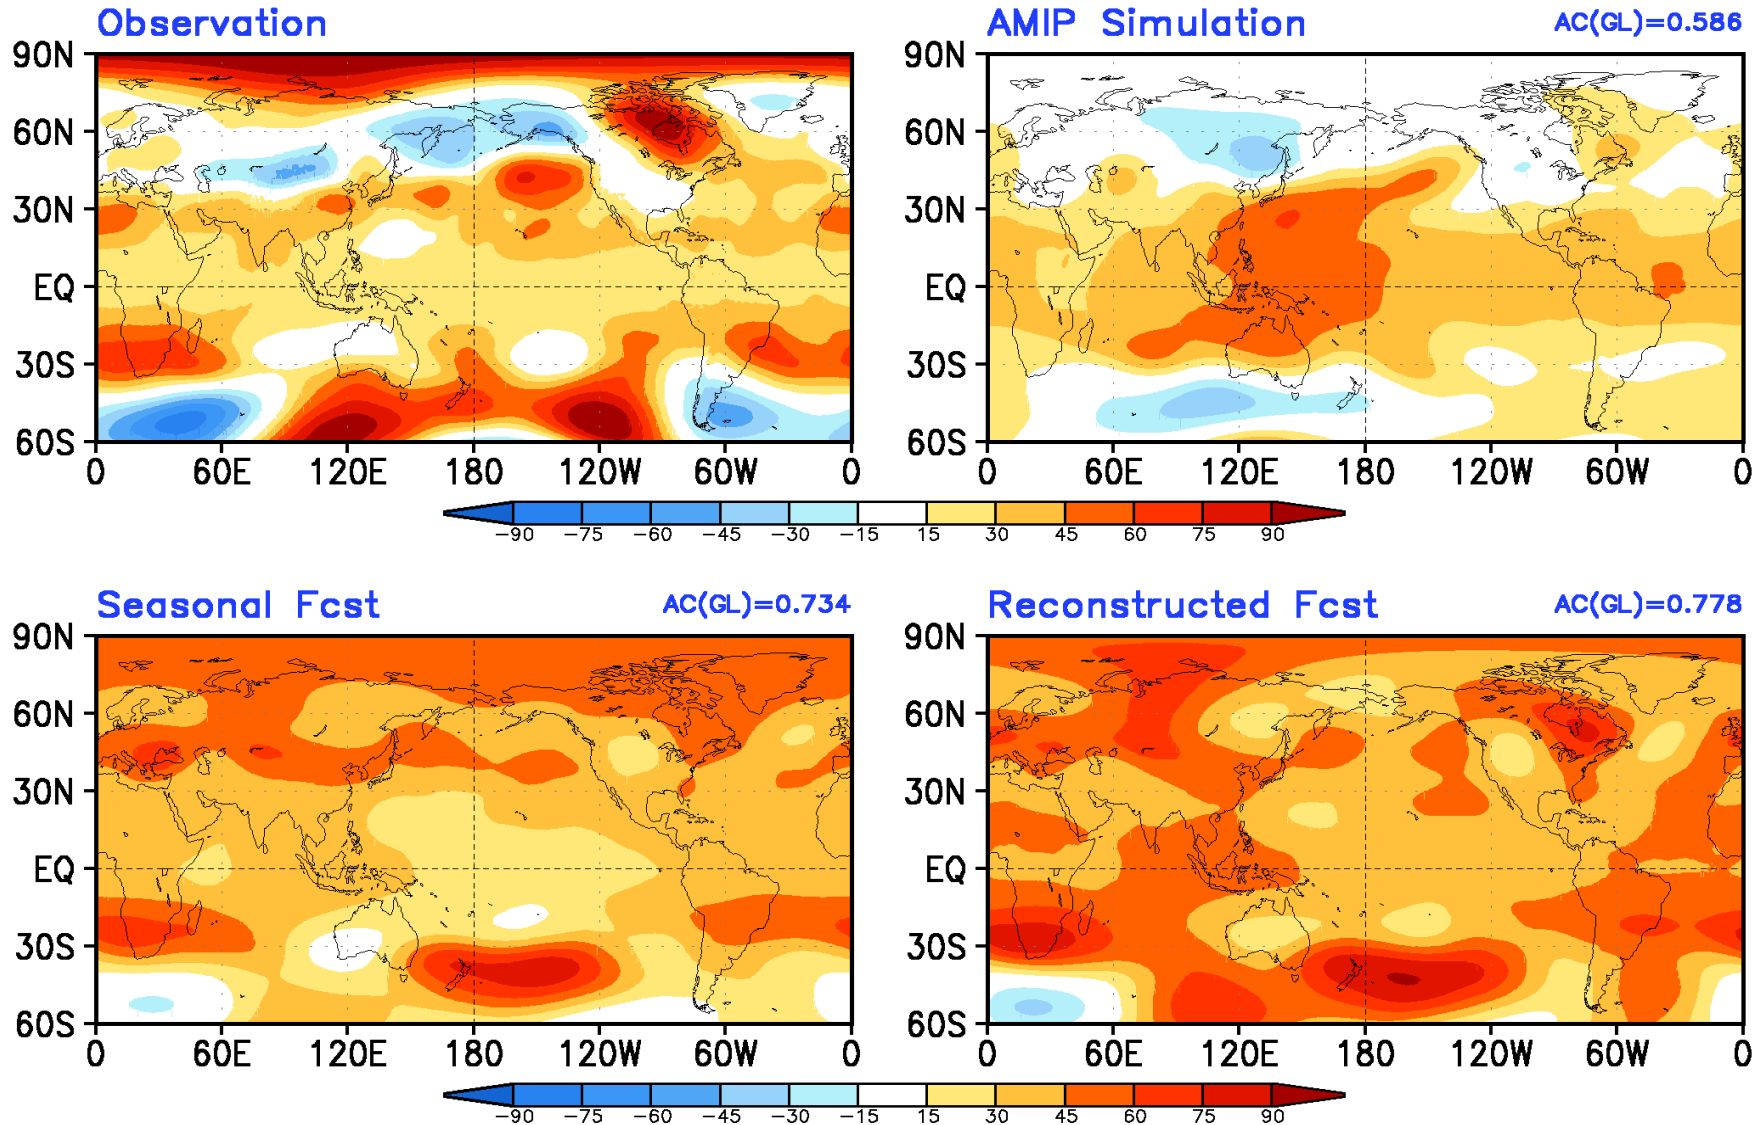 Observation
AMIP Simulation AC(GL)=0.586
90N
60N
30N
EQ
30S
60S
0 60E 120E 180 120W 60W 0
90N
60N
30N
EQ
30S
60S
0 60E 120E 180 120W 60W 0
−90 −75 −60 −45 −30 −15 15 30 45 60 75 90
Seasonal Fcst AC(GL)=0.734
Reconstructed Fcst AC(GL)=0.778
90N
60N
30N
EQ
30S
60S
0 60E 120E 180 120W 60W 0
90N
60N
30N
EQ
30S
60S
0 60E 120E 180 120W 60W 0
−90 −75 −60 −45 −30 −15 15 30 45 60 75 90